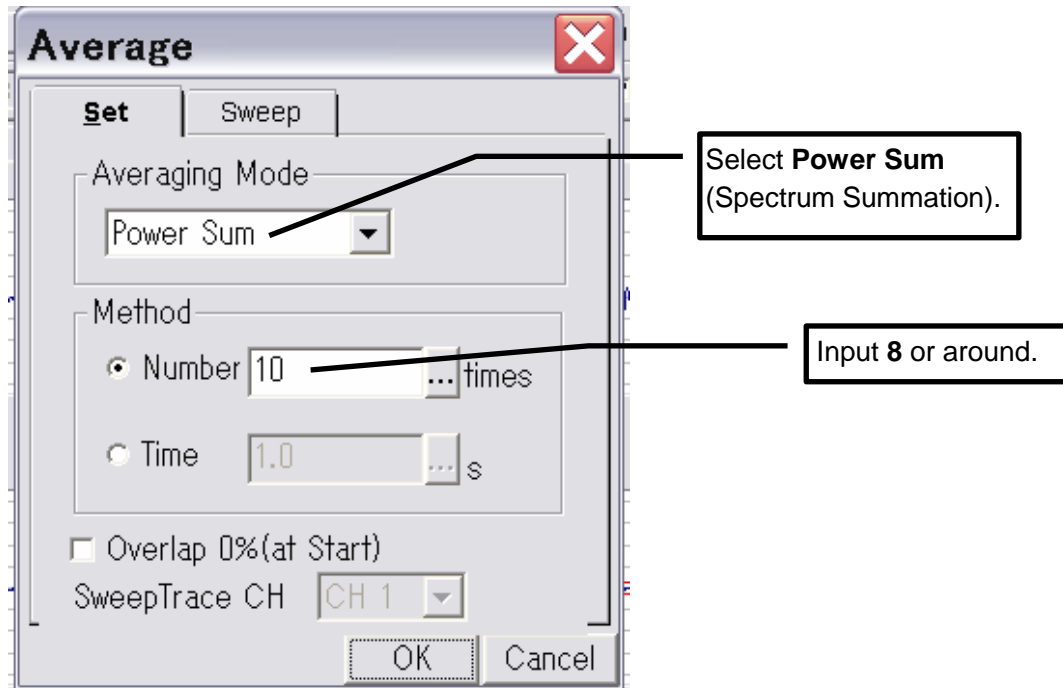 Average
Set
Sweep
Averaging Mode
Power Sum
Select Power Sum
(Spectrum Summation).
Method
Number 10 ... times
Input 8 or around.
Time 1.0 ... s
Overlap 0%(at Start)
SweepTrace CH CH 1
OK
Cancel